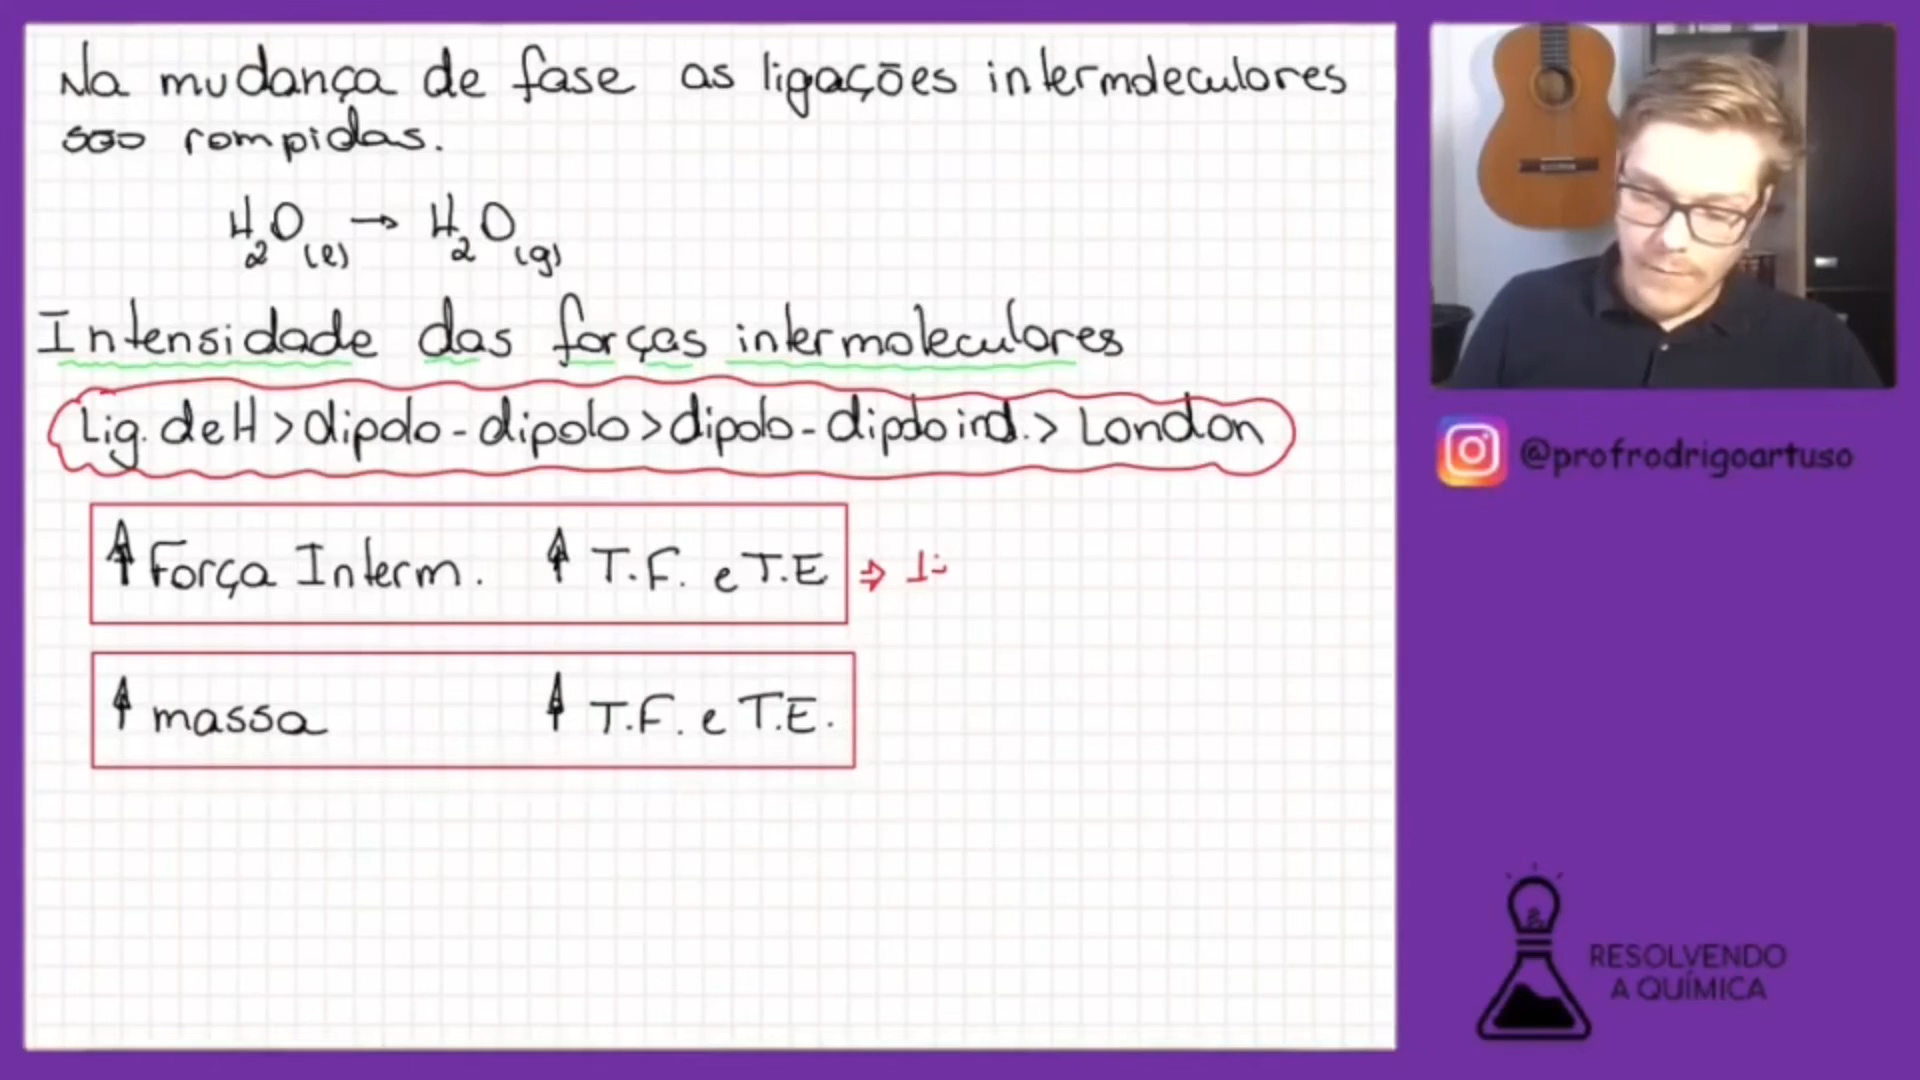 Na mudança de fase as ligações intermoleculares
são rompidas.
H2O(l) → H2O(g)
Intensidade das forças intermoleculares
Lig. de H > dipolo - dipolo > dipolo - dipolo ind. > London
↑ Força Interm. ↑ T.F. e T.E ⇒ 1
↑ massa ↑ T.F. e T.E.
@profrodrigoartuso
RESOLVENDO
A QUÍMICA